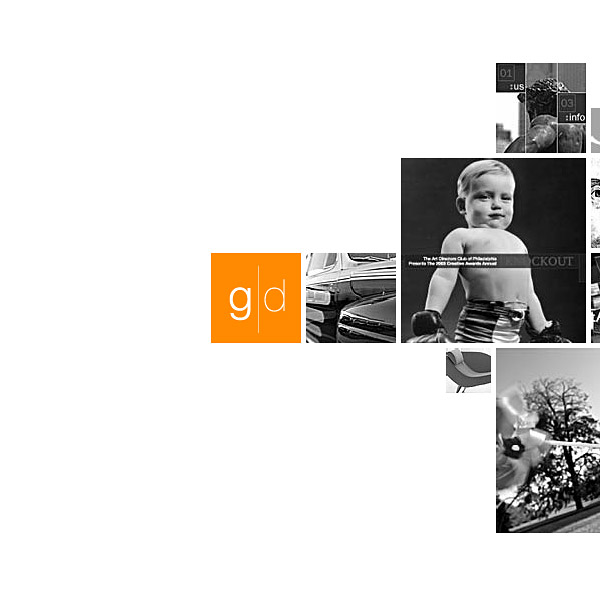 01
:us
03
:info
The Art Directors Club of Philadelphia
Presents The 2003 Creative Awards Annual
KNOCKOUT
g|d